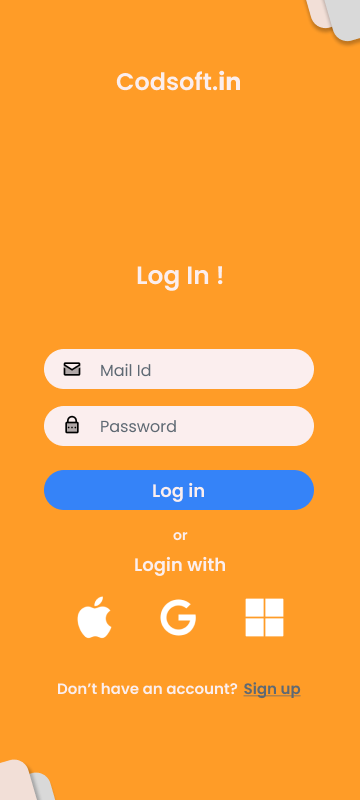 Codsoft.in
Log In !
Mail Id
Password
Log in
or
Login with
Don’t have an account? Sign up